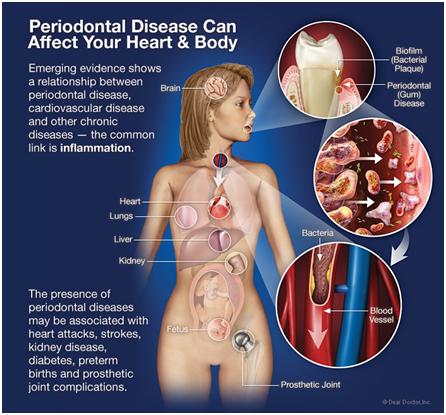 Periodontal Disease Can
Affect Your Heart & Body
Emerging evidence shows
a relationship between
periodontal disease,
cardiovascular disease
and other chronic
diseases — the common
link is inflammation.
Brain
Biofilm
(Bacterial
Plaque)
Periodontal
(Gum)
Disease
Heart
Lungs
Liver
Kidney
Bacteria
Blood
Vessel
Fetus
Prosthetic Joint
The presence of
periodontal diseases
may be associated with
heart attacks, strokes,
kidney disease,
diabetes, preterm
births and prosthetic
joint complications.
© Dear Doctor, Inc.